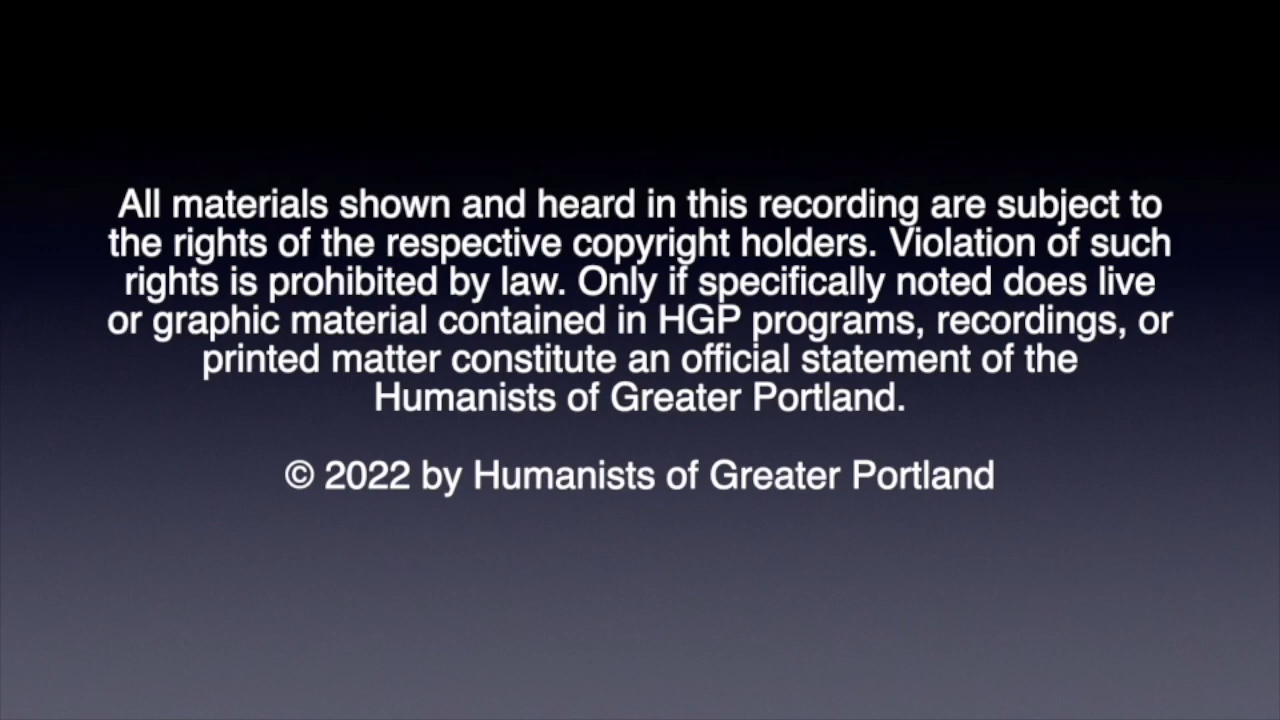 All materials shown and heard in this recording are subject to
the rights of the respective copyright holders. Violation of such
rights is prohibited by law. Only if specifically noted does live
or graphic material contained in HGP programs, recordings, or
printed matter constitute an official statement of the
Humanists of Greater Portland.
© 2022 by Humanists of Greater Portland